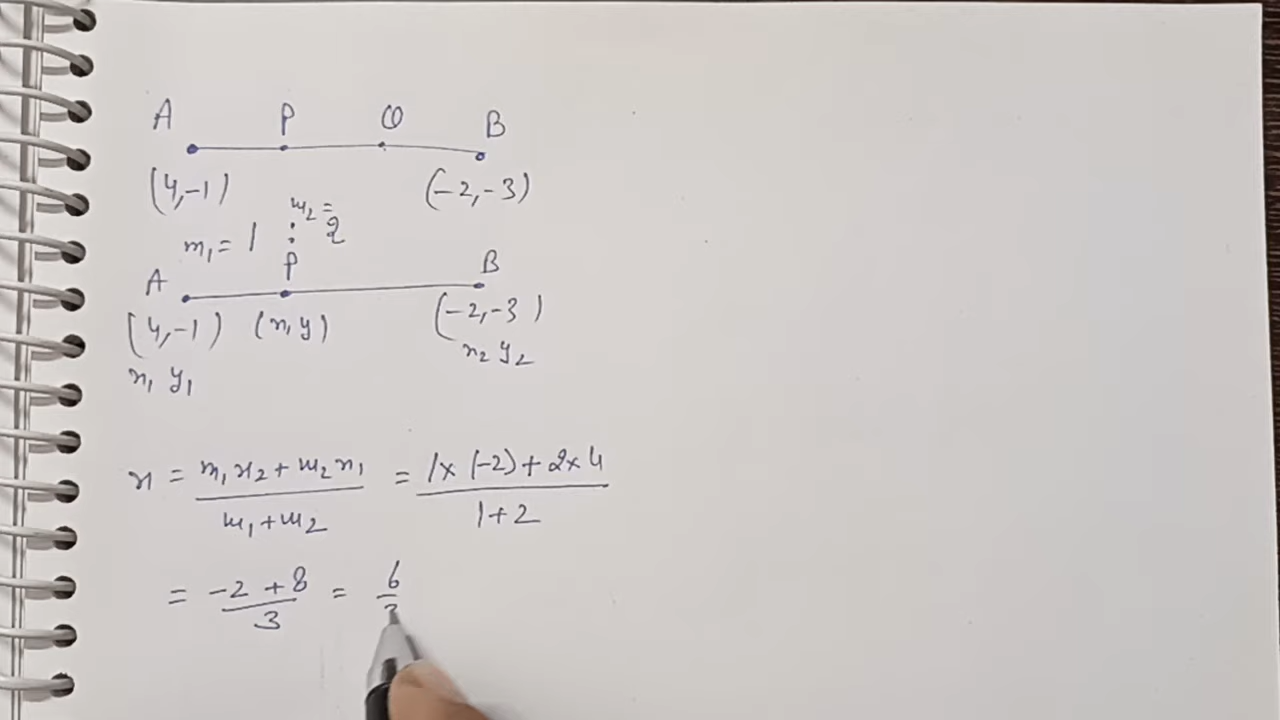 A P Q B
(4,-1) (-2,-3)
m₁ = 1 : m₂ = 2
A P B
(4,-1) (x,y) (-2,-3)
x₁ y₁ x₂ y₂
x = (m₁x₂+m₂x₁)/(m₁+m₂) = (1×(-2)+2×4)/(1+2)
= (-2+8)/3 = 6/3